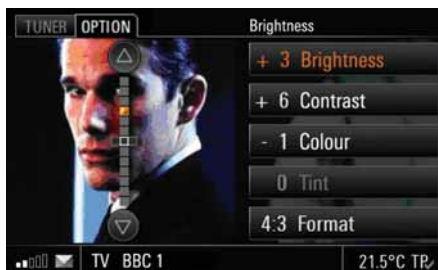 TUNER OPTION Brightness
+ 3 Brightness
+ 6 Contrast
- 1 Colour
0 Tint
4:3 Format
TV BBC 1 21.5°C TP